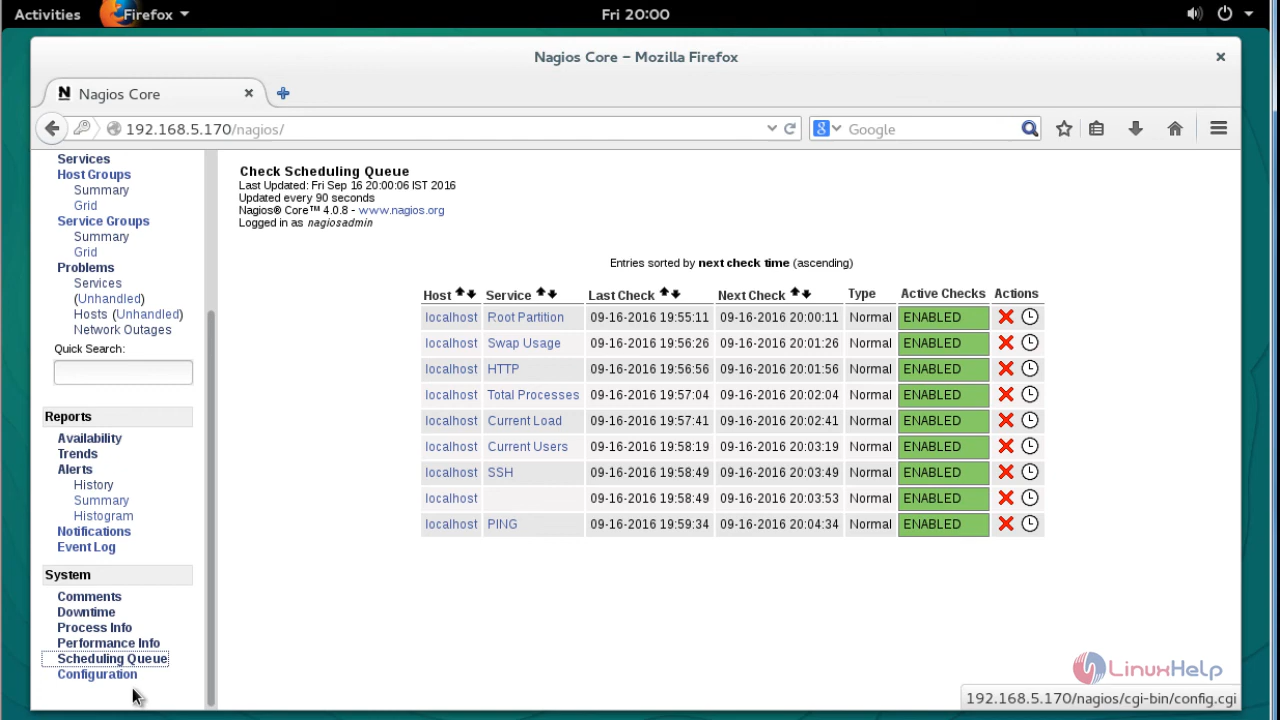 Activities Firefox Fri 20:00
Nagios Core – Mozilla Firefox
Nagios Core
192.168.5.170/nagios/ Google
Services
Host Groups
Summary
Grid
Service Groups
Summary
Grid
Problems
Services
(Unhandled)
Hosts (Unhandled)
Network Outages
Quick Search:
Reports
Availability
Trends
Alerts
History
Summary
Histogram
Notifications
Event Log
System
Comments
Downtime
Process Info
Performance Info
Scheduling Queue
Configuration
Check Scheduling Queue
Last Updated: Fri Sep 16 20:00:06 IST 2016
Updated every 90 seconds
Nagios® Core™ 4.0.8 - www.nagios.org
Logged in as nagiosadmin
Entries sorted by next check time (ascending)
Host Service Last Check Next Check Type Active Checks Actions
localhost Root Partition 09-16-2016 19:55:11 09-16-2016 20:00:11 Normal ENABLED
localhost Swap Usage 09-16-2016 19:56:26 09-16-2016 20:01:26 Normal ENABLED
localhost HTTP 09-16-2016 19:56:56 09-16-2016 20:01:56 Normal ENABLED
localhost Total Processes 09-16-2016 19:57:04 09-16-2016 20:02:04 Normal ENABLED
localhost Current Load 09-16-2016 19:57:41 09-16-2016 20:02:41 Normal ENABLED
localhost Current Users 09-16-2016 19:58:19 09-16-2016 20:03:19 Normal ENABLED
localhost SSH 09-16-2016 19:58:49 09-16-2016 20:03:49 Normal ENABLED
localhost 09-16-2016 19:58:49 09-16-2016 20:03:53 Normal ENABLED
localhost PING 09-16-2016 19:59:34 09-16-2016 20:04:34 Normal ENABLED
LinuxHelp
192.168.5.170/nagios/cgi-bin/config.cgi